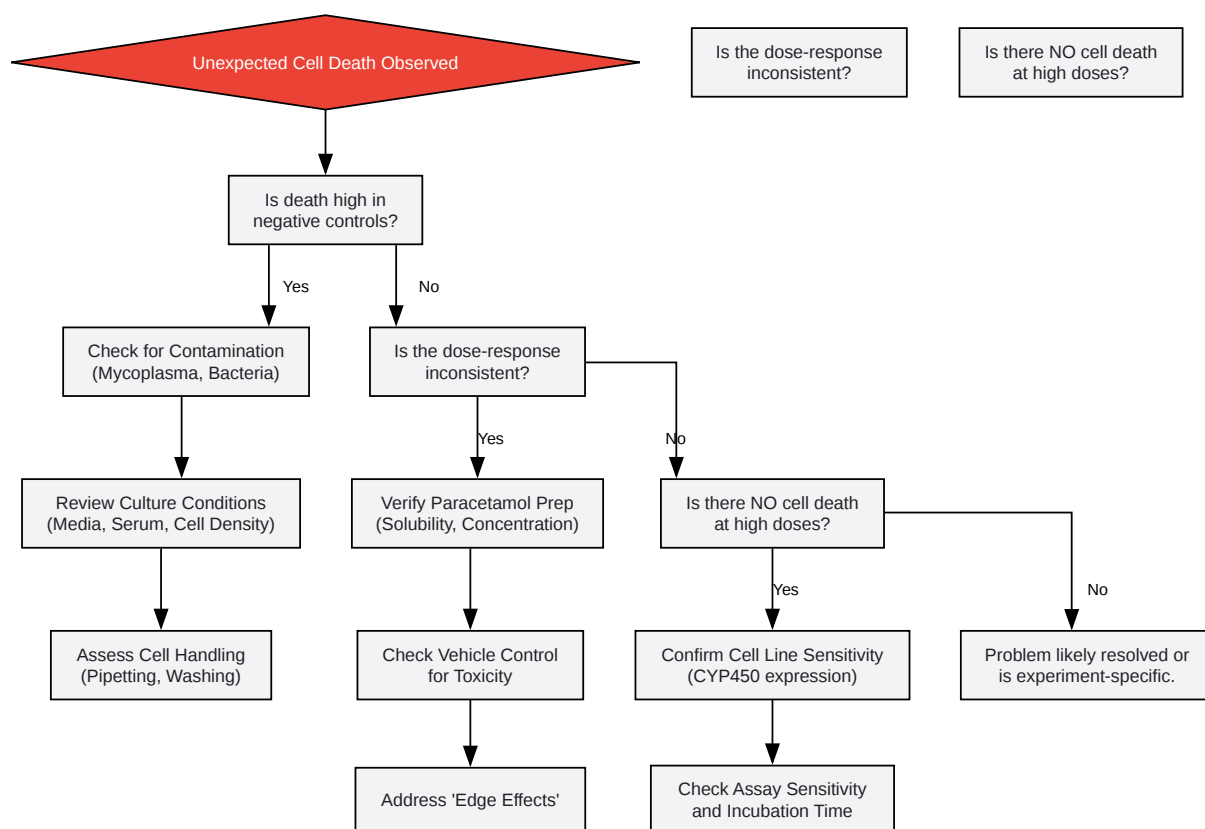 Unexpected Cell Death Observed
Is the dose-response
inconsistent?
Is there NO cell death
at high doses?
Is death high in
negative controls?
Yes
No
Check for Contamination
(Mycoplasma, Bacteria)
Is the dose-response
inconsistent?
Yes
No
Review Culture Conditions
(Media, Serum, Cell Density)
Verify Paracetamol Prep
(Solubility, Concentration)
Is there NO cell death
at high doses?
Yes
No
Assess Cell Handling
(Pipetting, Washing)
Check Vehicle Control
for Toxicity
Confirm Cell Line Sensitivity
(CYP450 expression)
Problem likely resolved or
is experiment-specific.
Address 'Edge Effects'
Check Assay Sensitivity
and Incubation Time